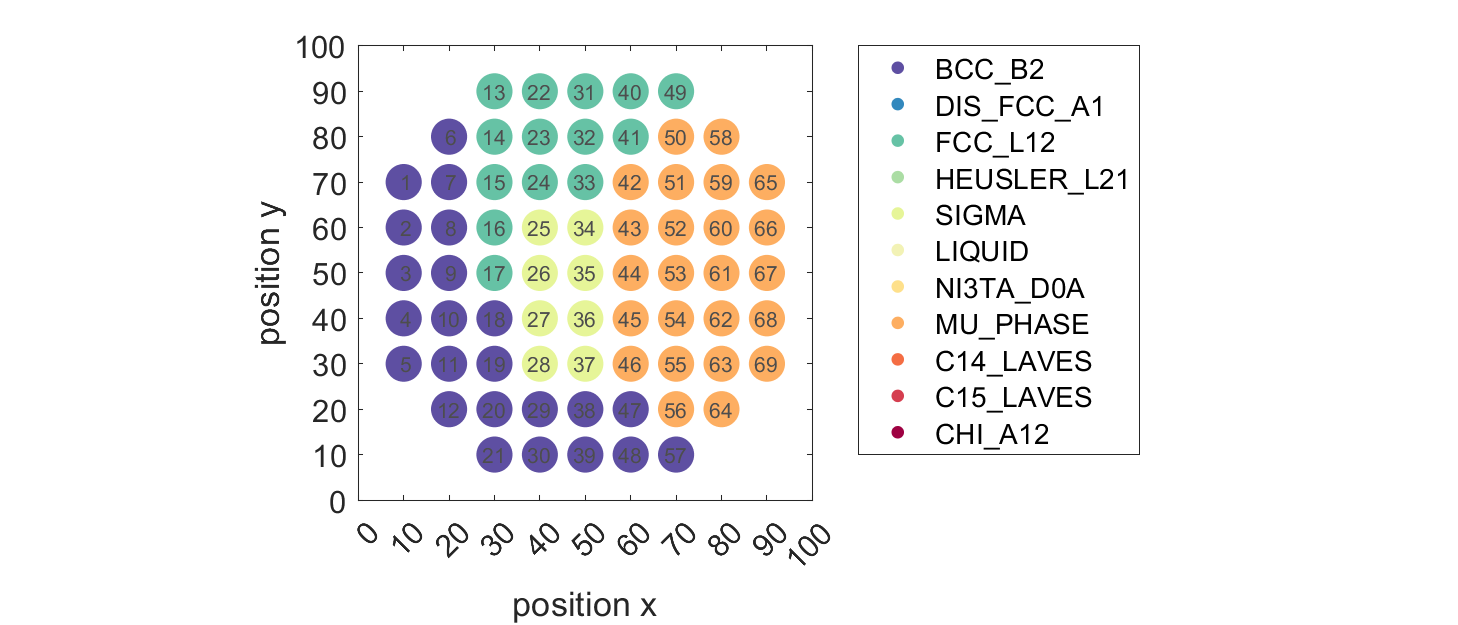 100
90 13 22 31 40 49
80 6 14 23 32 41 50 58
70 1 7 15 24 33 42 51 59 65
60 2 8 16 25 34 43 52 60 66
50 3 9 17 26 35 44 53 61 67
40 4 10 18 27 36 45 54 62 68
30 5 11 19 28 37 46 55 63 69
20 12 20 29 38 47 56 64
10 21 30 39 48 57
0
0 10 20 30 40 50 60 70 80 90 100
position x
position y
BCC_B2
DIS_FCC_A1
FCC_L12
HEUSLER_L21
SIGMA
LIQUID
NI3TA_D0A
MU_PHASE
C14_LAVES
C15_LAVES
CHI_A12